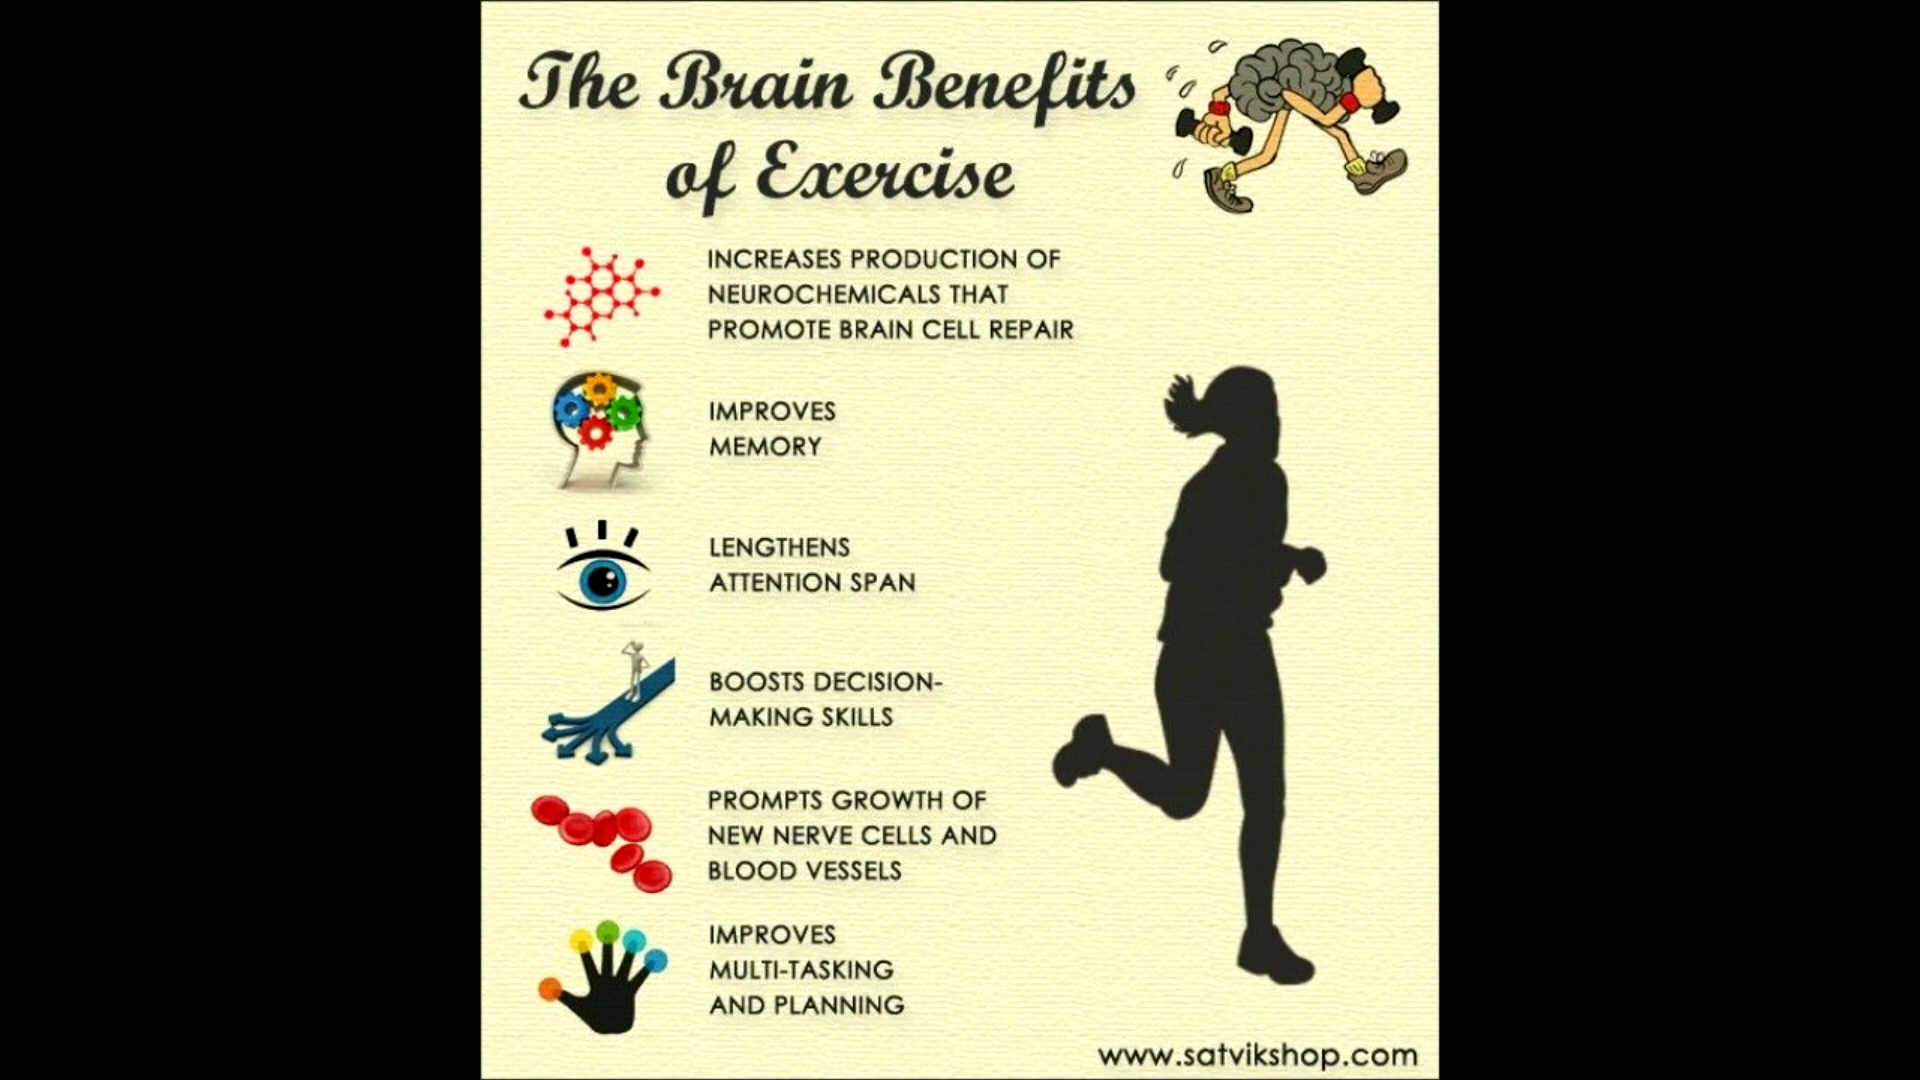 The Brain Benefits
of Exercise
INCREASES PRODUCTION OF
NEUROCHEMICALS THAT
PROMOTE BRAIN CELL REPAIR
IMPROVES
MEMORY
LENGTHENS
ATTENTION SPAN
BOOSTS DECISION-
MAKING SKILLS
PROMPTS GROWTH OF
NEW NERVE CELLS AND
BLOOD VESSELS
IMPROVES
MULTI-TASKING
AND PLANNING
www.satvikshop.com